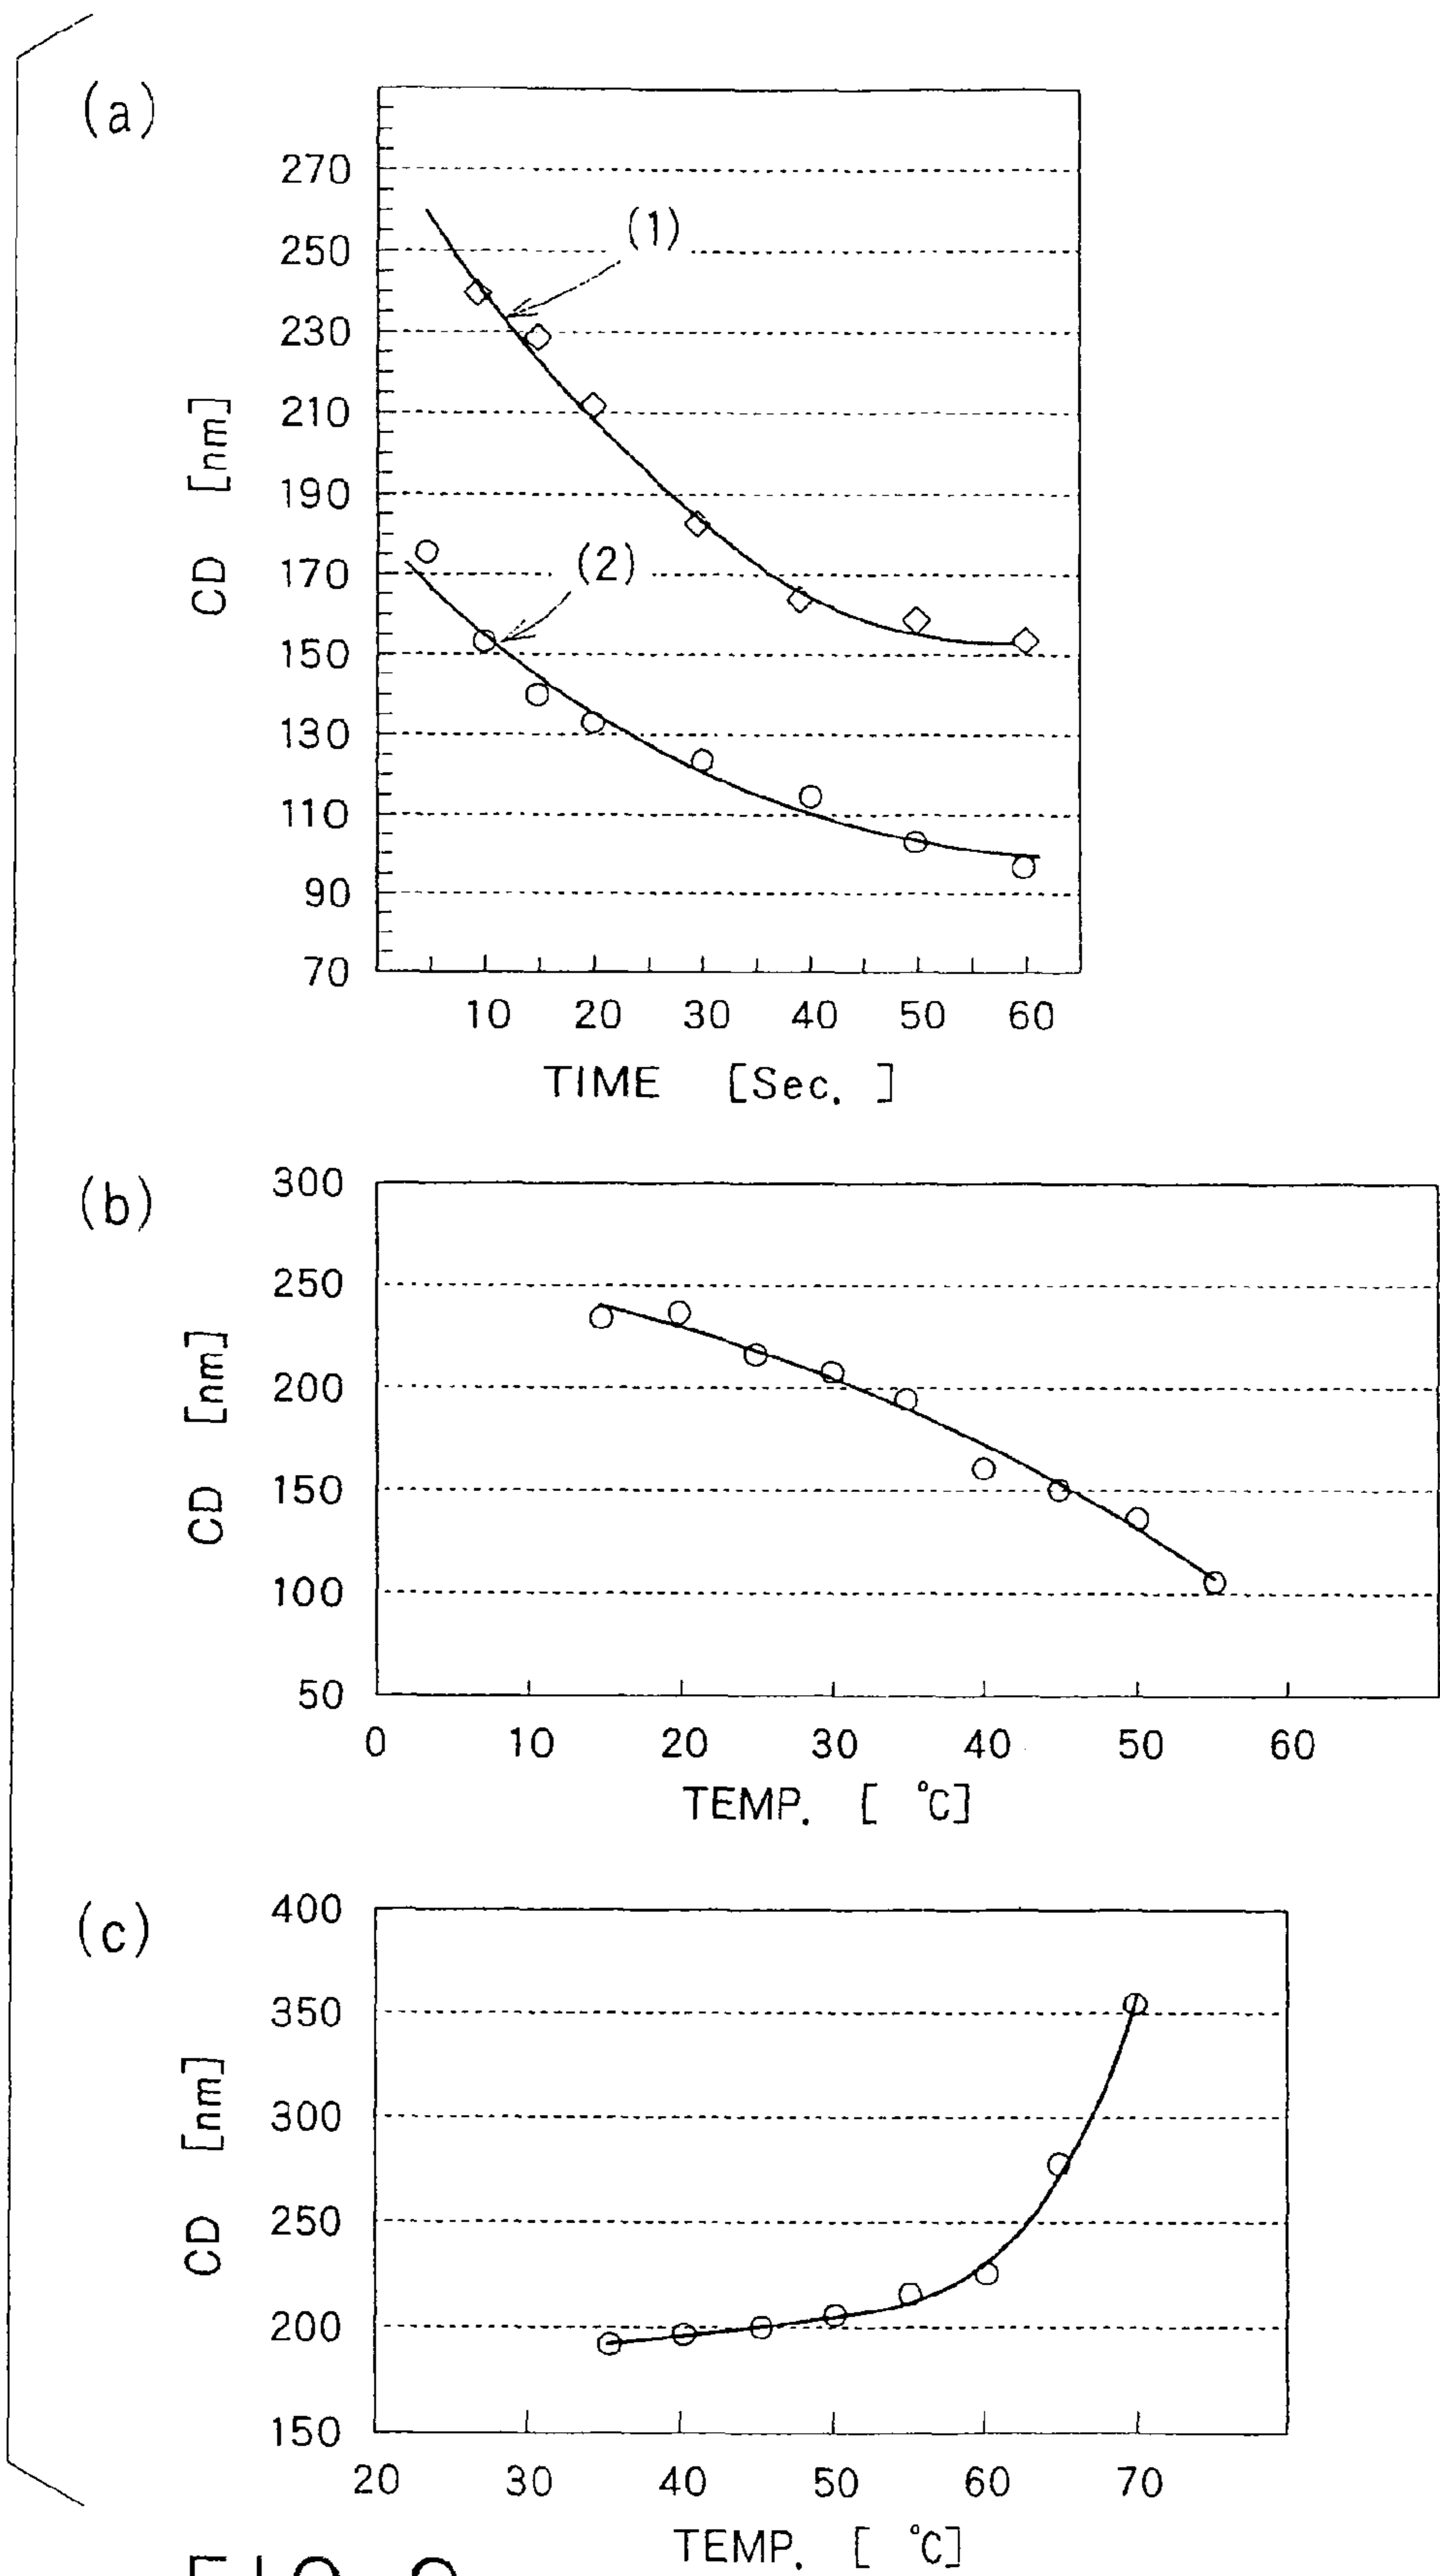 (a)
270
(1)
250
230
210
190
(2)
170
150
130
110
90
70
CD [nm]
10 20 30 40 50 60
TIME [Sec.]
(b)
300
250
200
150
100
50
CD [nm]
0 10 20 30 40 50 60
TEMP. [ °C]
(c)
400
350
300
250
200
150
CD [nm]
20 30 40 50 60 70
TEMP. [ °C]